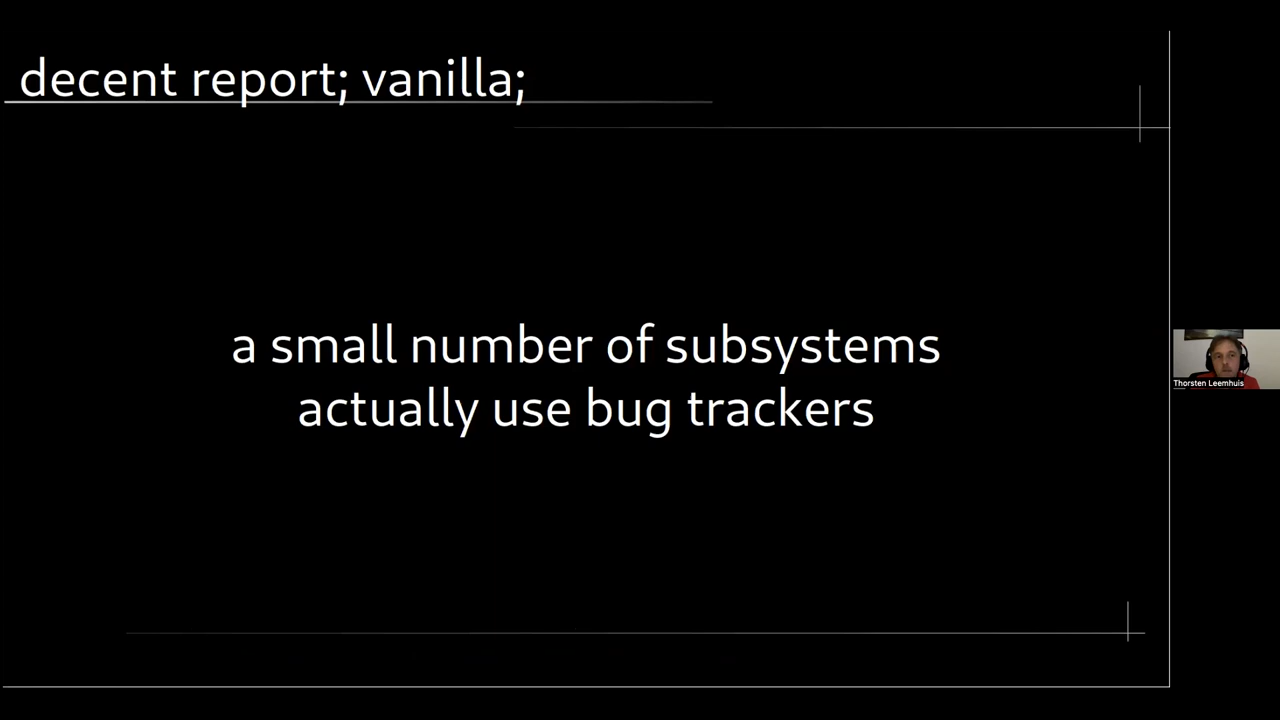 decent report; vanilla;
a small number of subsystems
actually use bug trackers
Thorsten Leemhuis